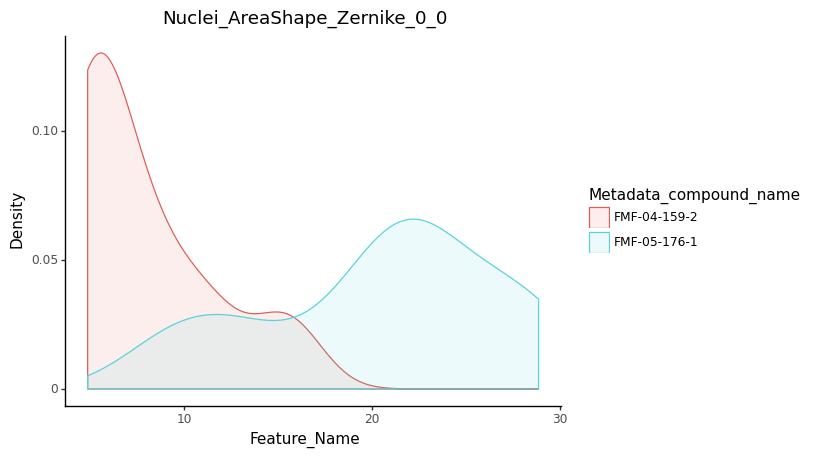 Nuclei_AreaShape_Zernike_0_0
0.10
0.05
0
Density
10
20
30
Feature_Name
Metadata_compound_name
FMF-04-159-2
FMF-05-176-1